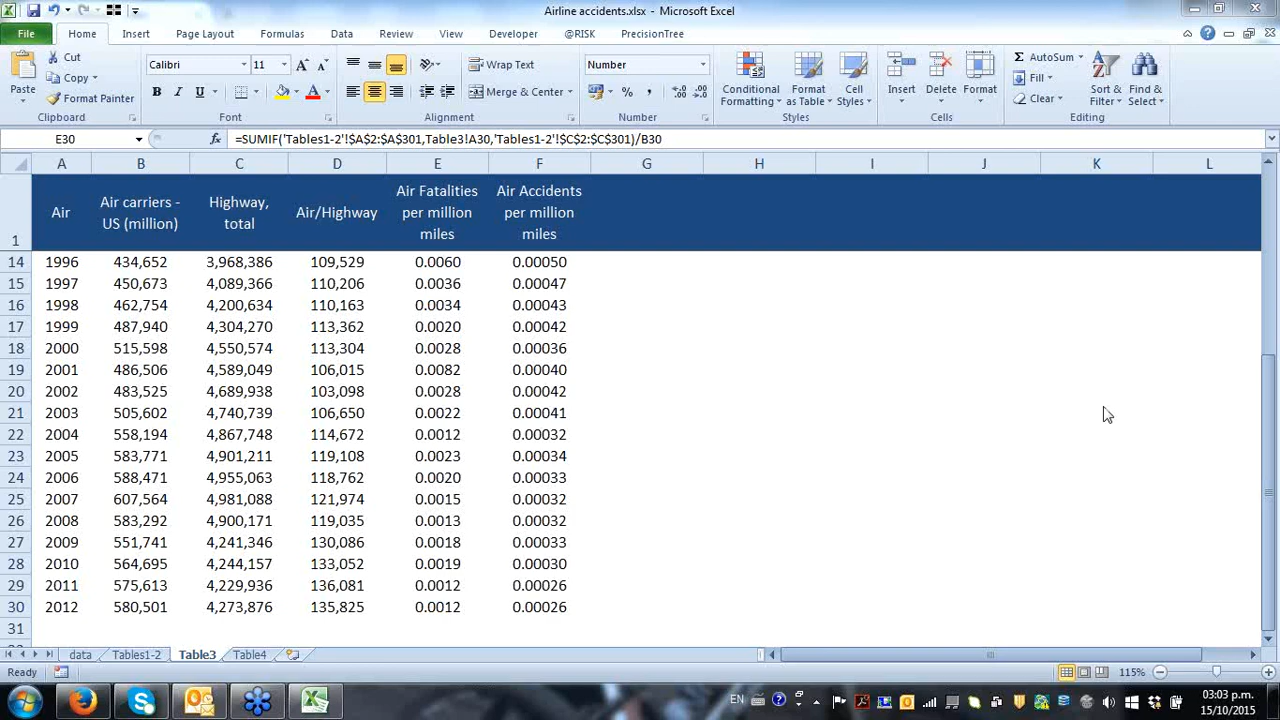 Airline accidents.xlsx - Microsoft Excel
File Home Insert Page Layout Formulas Data Review View Developer @RISK PrecisionTree
Cut
Copy
Format Painter
Paste
Clipboard
Calibri 11
B I U
Font
Wrap Text
Merge & Center
Alignment
Number
% ,
Number
Conditional Formatting
Format as Table
Cell Styles
Styles
Insert
Delete
Format
Cells
Σ AutoSum
Fill
Clear
Sort & Filter
Find & Select
Editing
E30 fx =SUMIF('Tables1-2'!$A$2:$A$301,Table3!A30,'Tables1-2'!$C$2:$C$301)/B30
A B C D E F G H I J K L
1 Air Air carriers - US (million) Highway, total Air/Highway Air Fatalities per million miles Air Accidents per million miles
14 1996 434,652 3,968,386 109,529 0.0060 0.00050
15 1997 450,673 4,089,366 110,206 0.0036 0.00047
16 1998 462,754 4,200,634 110,163 0.0034 0.00043
17 1999 487,940 4,304,270 113,362 0.0020 0.00042
18 2000 515,598 4,550,574 113,304 0.0028 0.00036
19 2001 486,506 4,589,049 106,015 0.0082 0.00040
20 2002 483,525 4,689,938 103,098 0.0028 0.00042
21 2003 505,602 4,740,739 106,650 0.0022 0.00041
22 2004 558,194 4,867,748 114,672 0.0012 0.00032
23 2005 583,771 4,901,211 119,108 0.0023 0.00034
24 2006 588,471 4,955,063 118,762 0.0020 0.00033
25 2007 607,564 4,981,088 121,974 0.0015 0.00032
26 2008 583,292 4,900,171 119,035 0.0013 0.00032
27 2009 551,741 4,241,346 130,086 0.0018 0.00033
28 2010 564,695 4,244,157 133,052 0.0019 0.00030
29 2011 575,613 4,229,936 136,081 0.0012 0.00026
30 2012 580,501 4,273,876 135,825 0.0012 0.00026
31
data Tables1-2 Table3 Table4
Ready 115%
EN 03:03 p.m.
15/10/2015